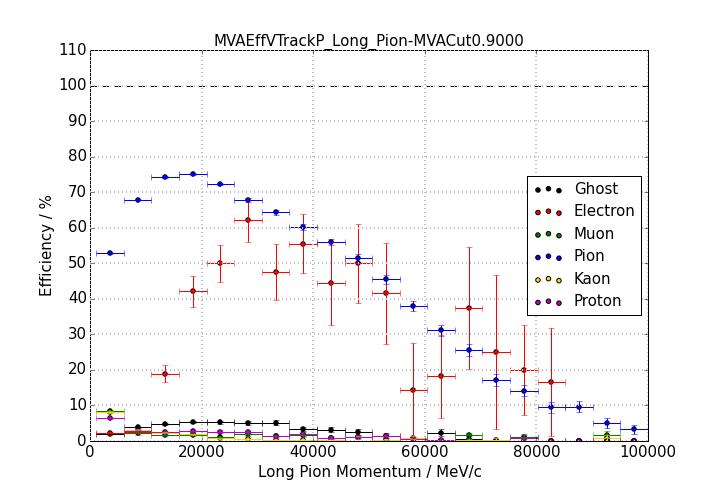 MVAEffVTrackP_Long_Pion-MVACut0.9000
Efficiency / %
110
100
90
80
70
60
50
40
30
20
10
0
Ghost
Electron
Muon
Pion
Kaon
Proton
0 20000 40000 60000 80000 100000
Long Pion Momentum / MeV/c